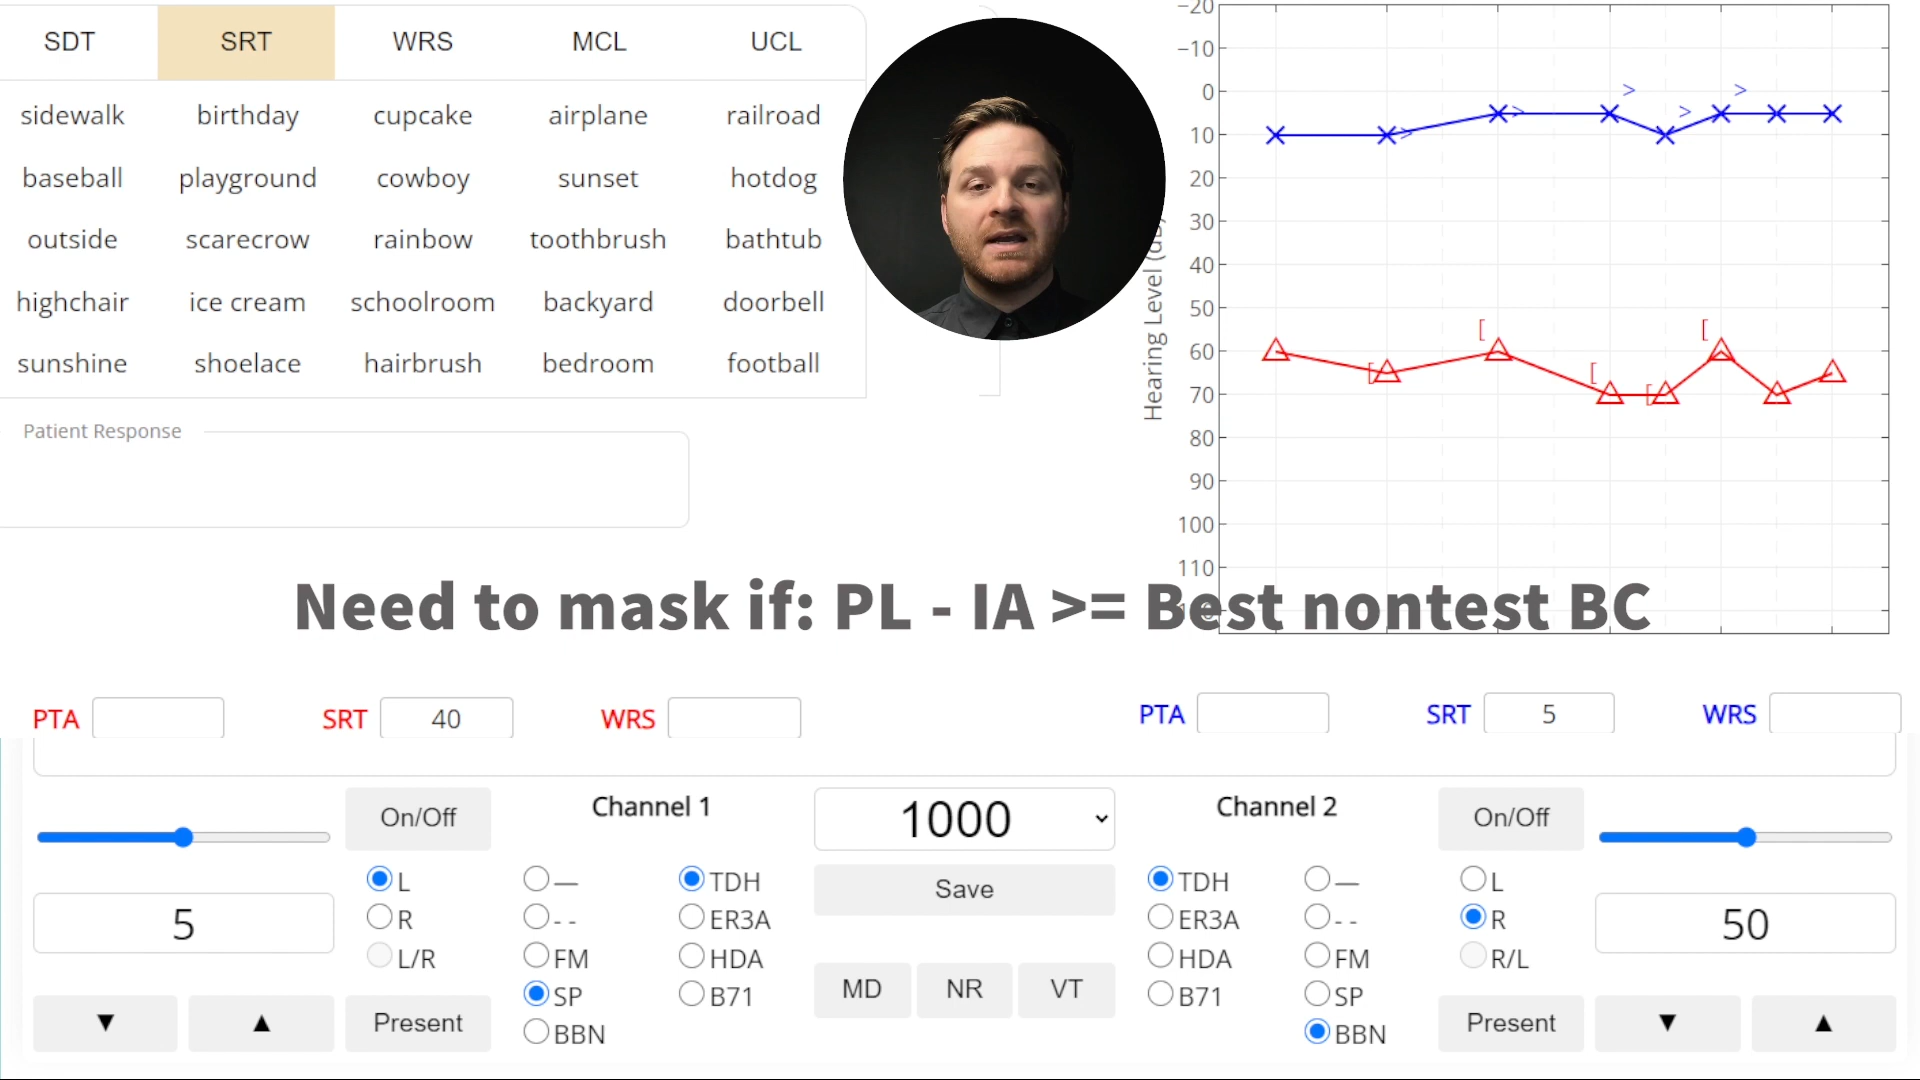 SDT SRT WRS MCL UCL
sidewalk birthday cupcake airplane railroad
baseball playground cowboy sunset hotdog
outside scarecrow rainbow toothbrush bathtub
highchair ice cream schoolroom backyard doorbell
sunshine shoelace hairbrush bedroom football
Patient Response
Hearing Level (dB)
−20
−10
0
10
20
30
40
50
60
70
80
90
100
110
Need to mask if: PL - IA >= Best nontest BC
PTA SRT 40 WRS PTA SRT 5 WRS
On/Off Channel 1 1000 Channel 2 On/Off
L — TDH Save TDH — L
5 R - - ER3A ER3A - - R 50
L/R FM HDA HDA FM R/L
SP B71 MD NR VT B71 SP
▼ ▲ Present BBN BBN Present ▼ ▲